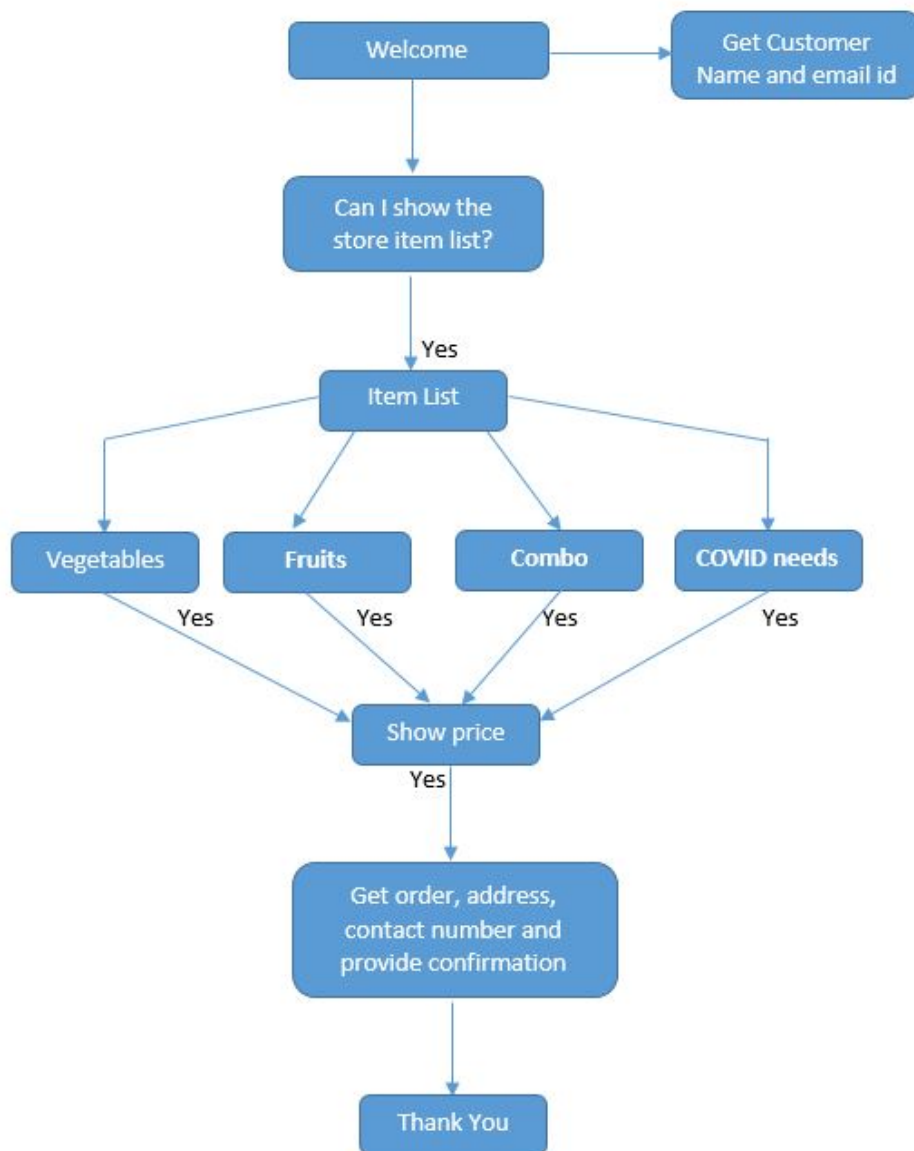 Welcome
Get Customer
Name and email id
Can I show the
store item list?
Yes
Item List
Vegetables
Fruits
Combo
COVID needs
Yes
Yes
Yes
Yes
Show price
Yes
Get order, address,
contact number and
provide confirmation
Thank You